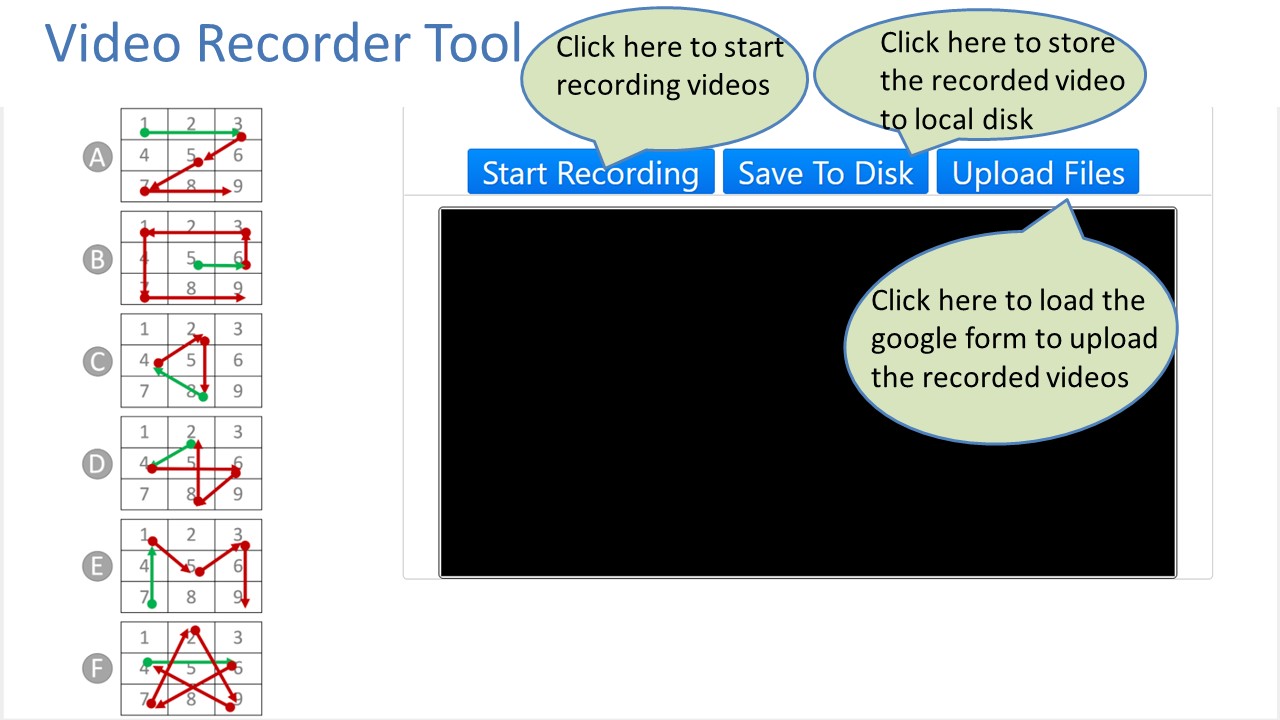 Video Recorder Tool
Click here to start
recording videos
Click here to store
the recorded video
to local disk
Start Recording
Save To Disk
Upload Files
Click here to load the
google form to upload
the recorded videos
A
1 2 3
4 5 6
7 8 9
B
1 2 3
4 5 6
7 8 9
C
1 2 3
4 5 6
7 8 9
D
1 2 3
4 5 6
7 8 9
E
1 2 3
4 5 6
7 8 9
F
1 2 3
4 5 6
7 8 9